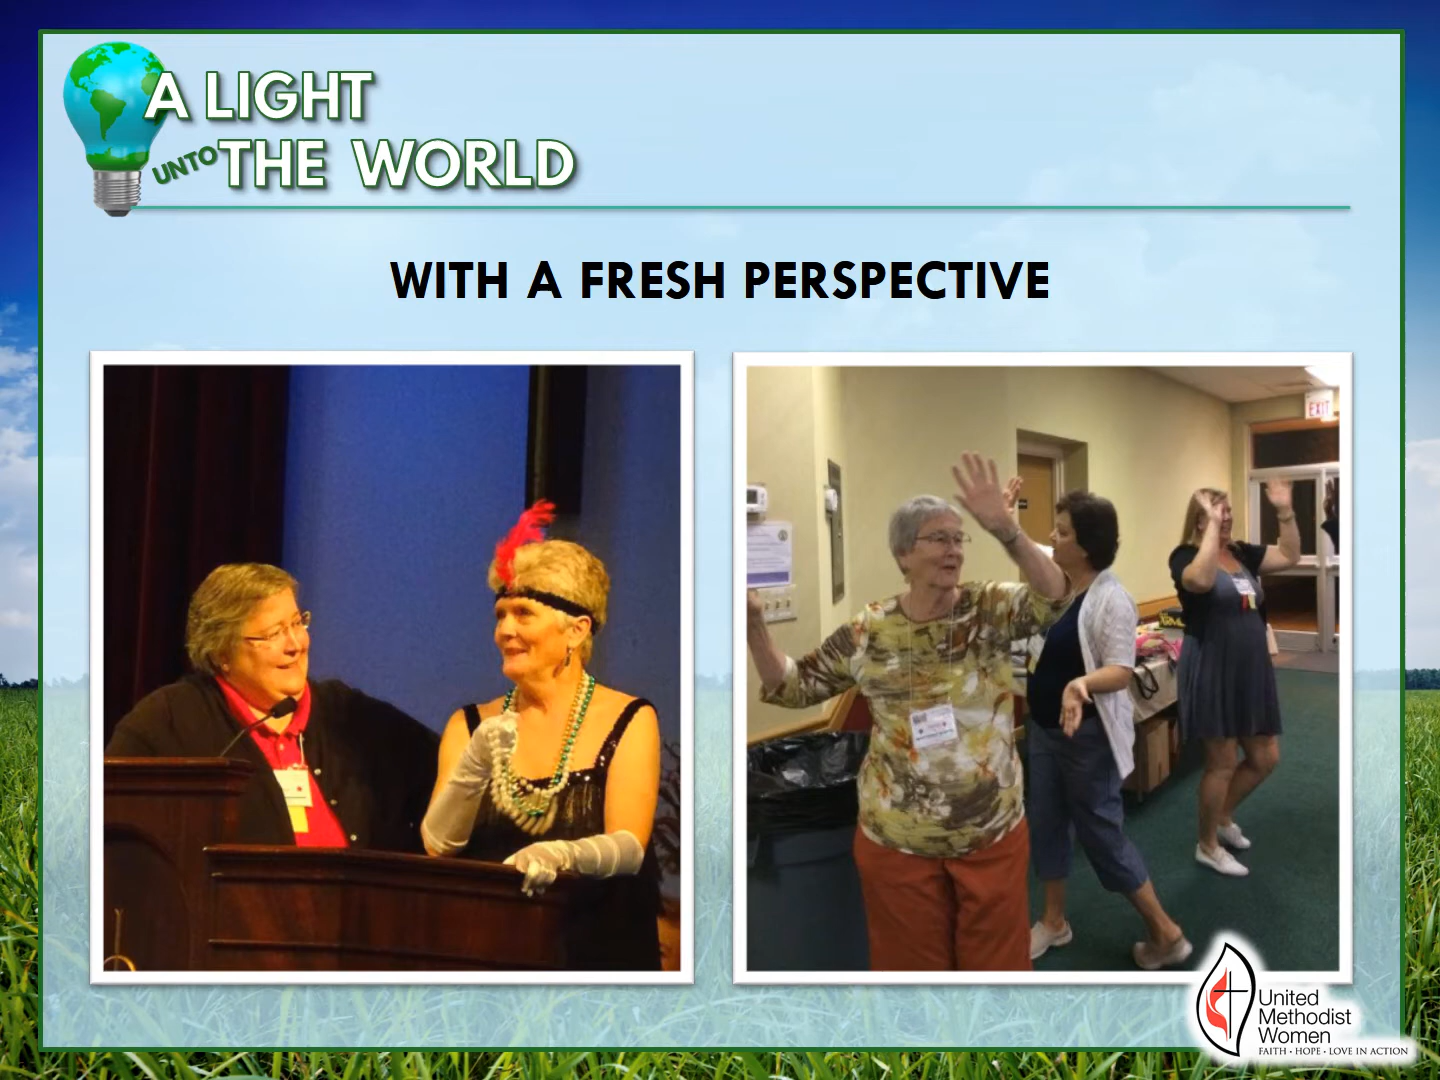 A LIGHT
UNTO THE WORLD
WITH A FRESH PERSPECTIVE
EXIT
United
Methodist
Women
FAITH • HOPE • LOVE IN ACTION